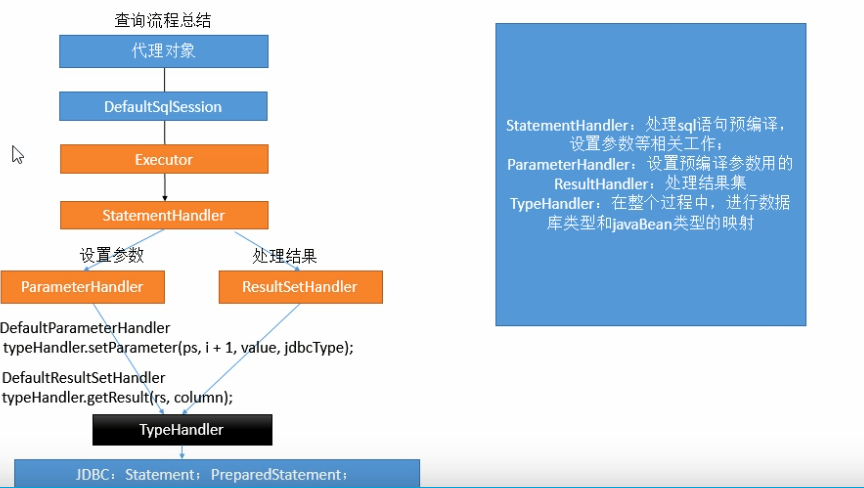 查询流程总结
代理对象
DefaultSqlSession
Executor
StatementHandler
设置参数
处理结果
ParameterHandler
ResultSetHandler
DefaultParameterHandler
typeHandler.setParameter(ps, i + 1, value, jdbcType);
DefaultResultSetHandler
typeHandler.getResult(rs, column);
TypeHandler
JDBC：Statement；PreparedStatement；
StatementHandler：处理sql语句预编译，
设置参数等相关工作；
ParameterHandler：设置预编译参数用的
ResultHandler：处理结果集
TypeHandler：在整个过程中，进行数据
库类型和javaBean类型的映射